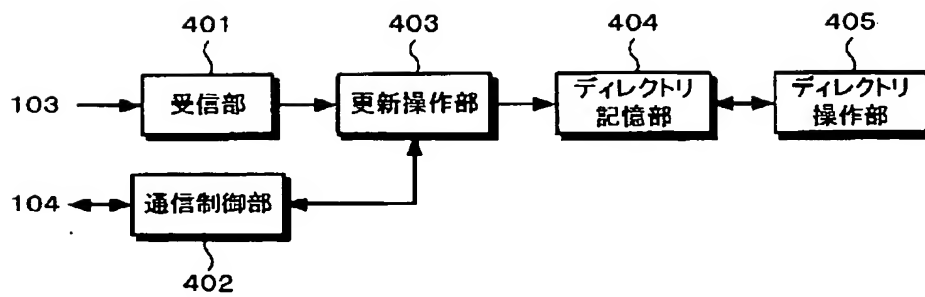 401
403
404
405
103
受信部
更新操作部
ディレクトリ
記憶部
ディレクトリ
操作部
104
通信制御部
402